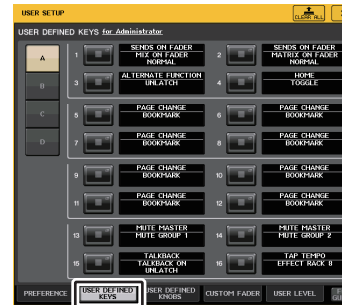 USER SETUP
CLEAR ALL
USER DEFINED KEYS for Administrator
A
B
C
D
1
SENDS ON FADER
MIX ON FADER
NORMAL
2
SENDS ON FADER
MATRIX ON FADER
NORMAL
3
ALTERNATE FUNCTION
UNLATCH
4
HOME
TOGGLE
5
PAGE CHANGE
BOOKMARK
6
PAGE CHANGE
BOOKMARK
7
PAGE CHANGE
BOOKMARK
8
PAGE CHANGE
BOOKMARK
9
PAGE CHANGE
BOOKMARK
10
PAGE CHANGE
BOOKMARK
11
PAGE CHANGE
BOOKMARK
12
PAGE CHANGE
BOOKMARK
13
MUTE MASTER
MUTE GROUP 1
14
MUTE MASTER
MUTE GROUP 2
15
TALKBACK
TALKBACK ON
UNLATCH
16
TAP TEMPO
EFFECT RACK 8
PREFERENCE
USER DEFINED
KEYS
USER DEFINED
KNOBS
CUSTOM FADER
USER LEVEL